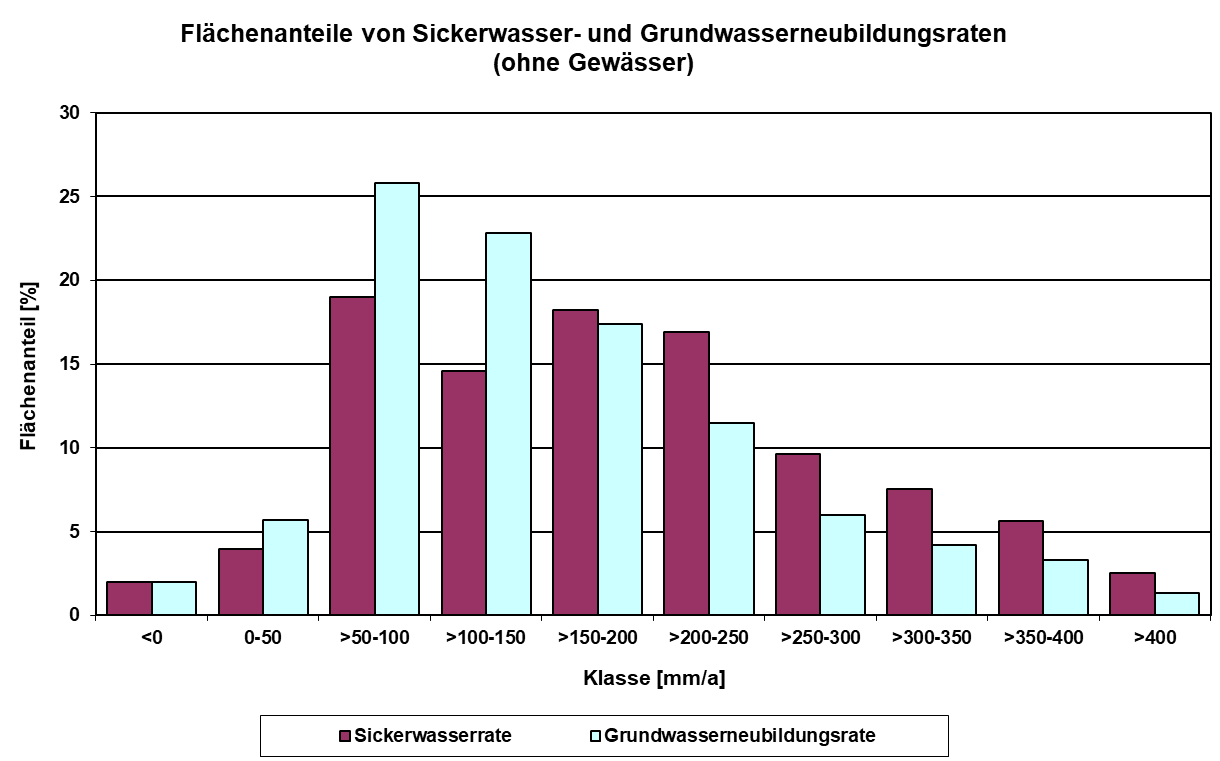 Flächenanteile von Sickerwasser- und Grundwasserneubildungsraten
(ohne Gewässer)
30
25
20
15
10
5
0
Flächenanteil [%]
<0 0-50 >50-100 >100-150 >150-200 >200-250 >250-300 >300-350 >350-400 >400
Klasse [mm/a]
Sickerwasserrate Grundwasserneubildungsrate